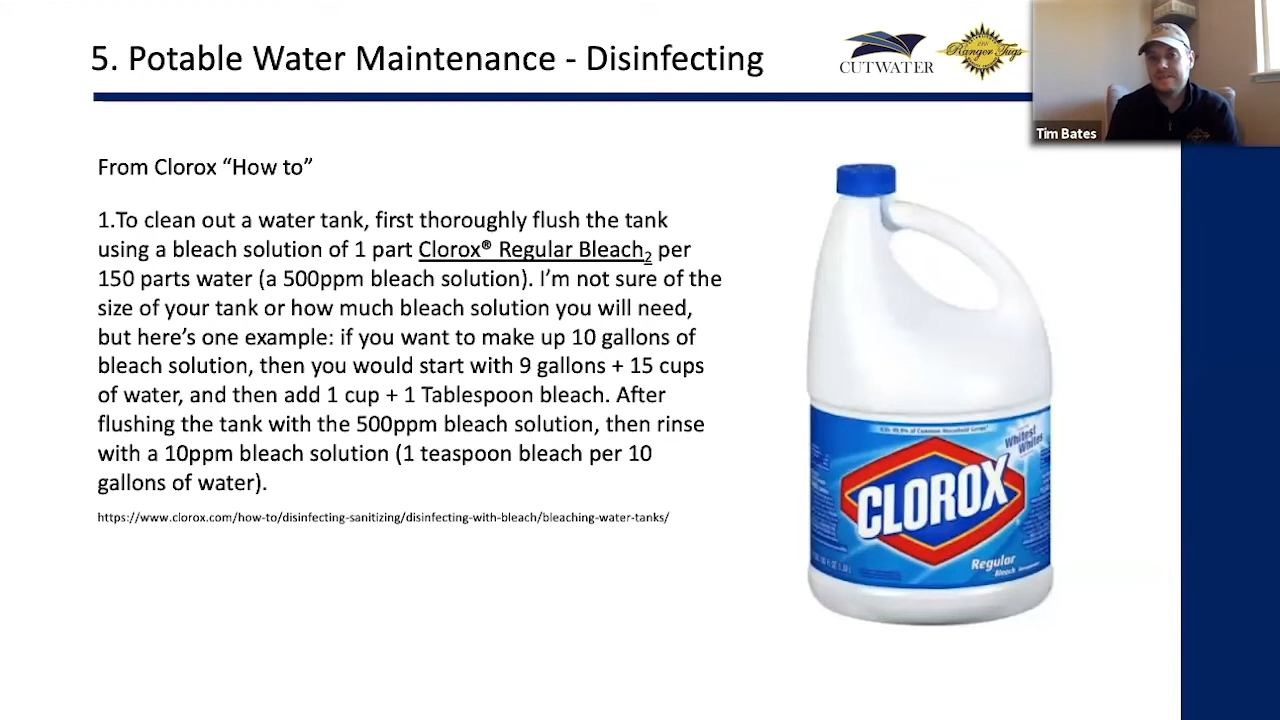 5. Potable Water Maintenance - Disinfecting
CUTWATER
Ranger Tugs
Tim Bates
From Clorox “How to”
1.To clean out a water tank, first thoroughly flush the tank
using a bleach solution of 1 part Clorox® Regular Bleach2 per
150 parts water (a 500ppm bleach solution). I’m not sure of the
size of your tank or how much bleach solution you will need,
but here’s one example: if you want to make up 10 gallons of
bleach solution, then you would start with 9 gallons + 15 cups
of water, and then add 1 cup + 1 Tablespoon bleach. After
flushing the tank with the 500ppm bleach solution, then rinse
with a 10ppm bleach solution (1 teaspoon bleach per 10
gallons of water).
https://www.clorox.com/how-to/disinfecting-sanitizing/disinfecting-with-bleach/bleaching-water-tanks/
Whitest
Whites
CLOROX
Regular
Bleach